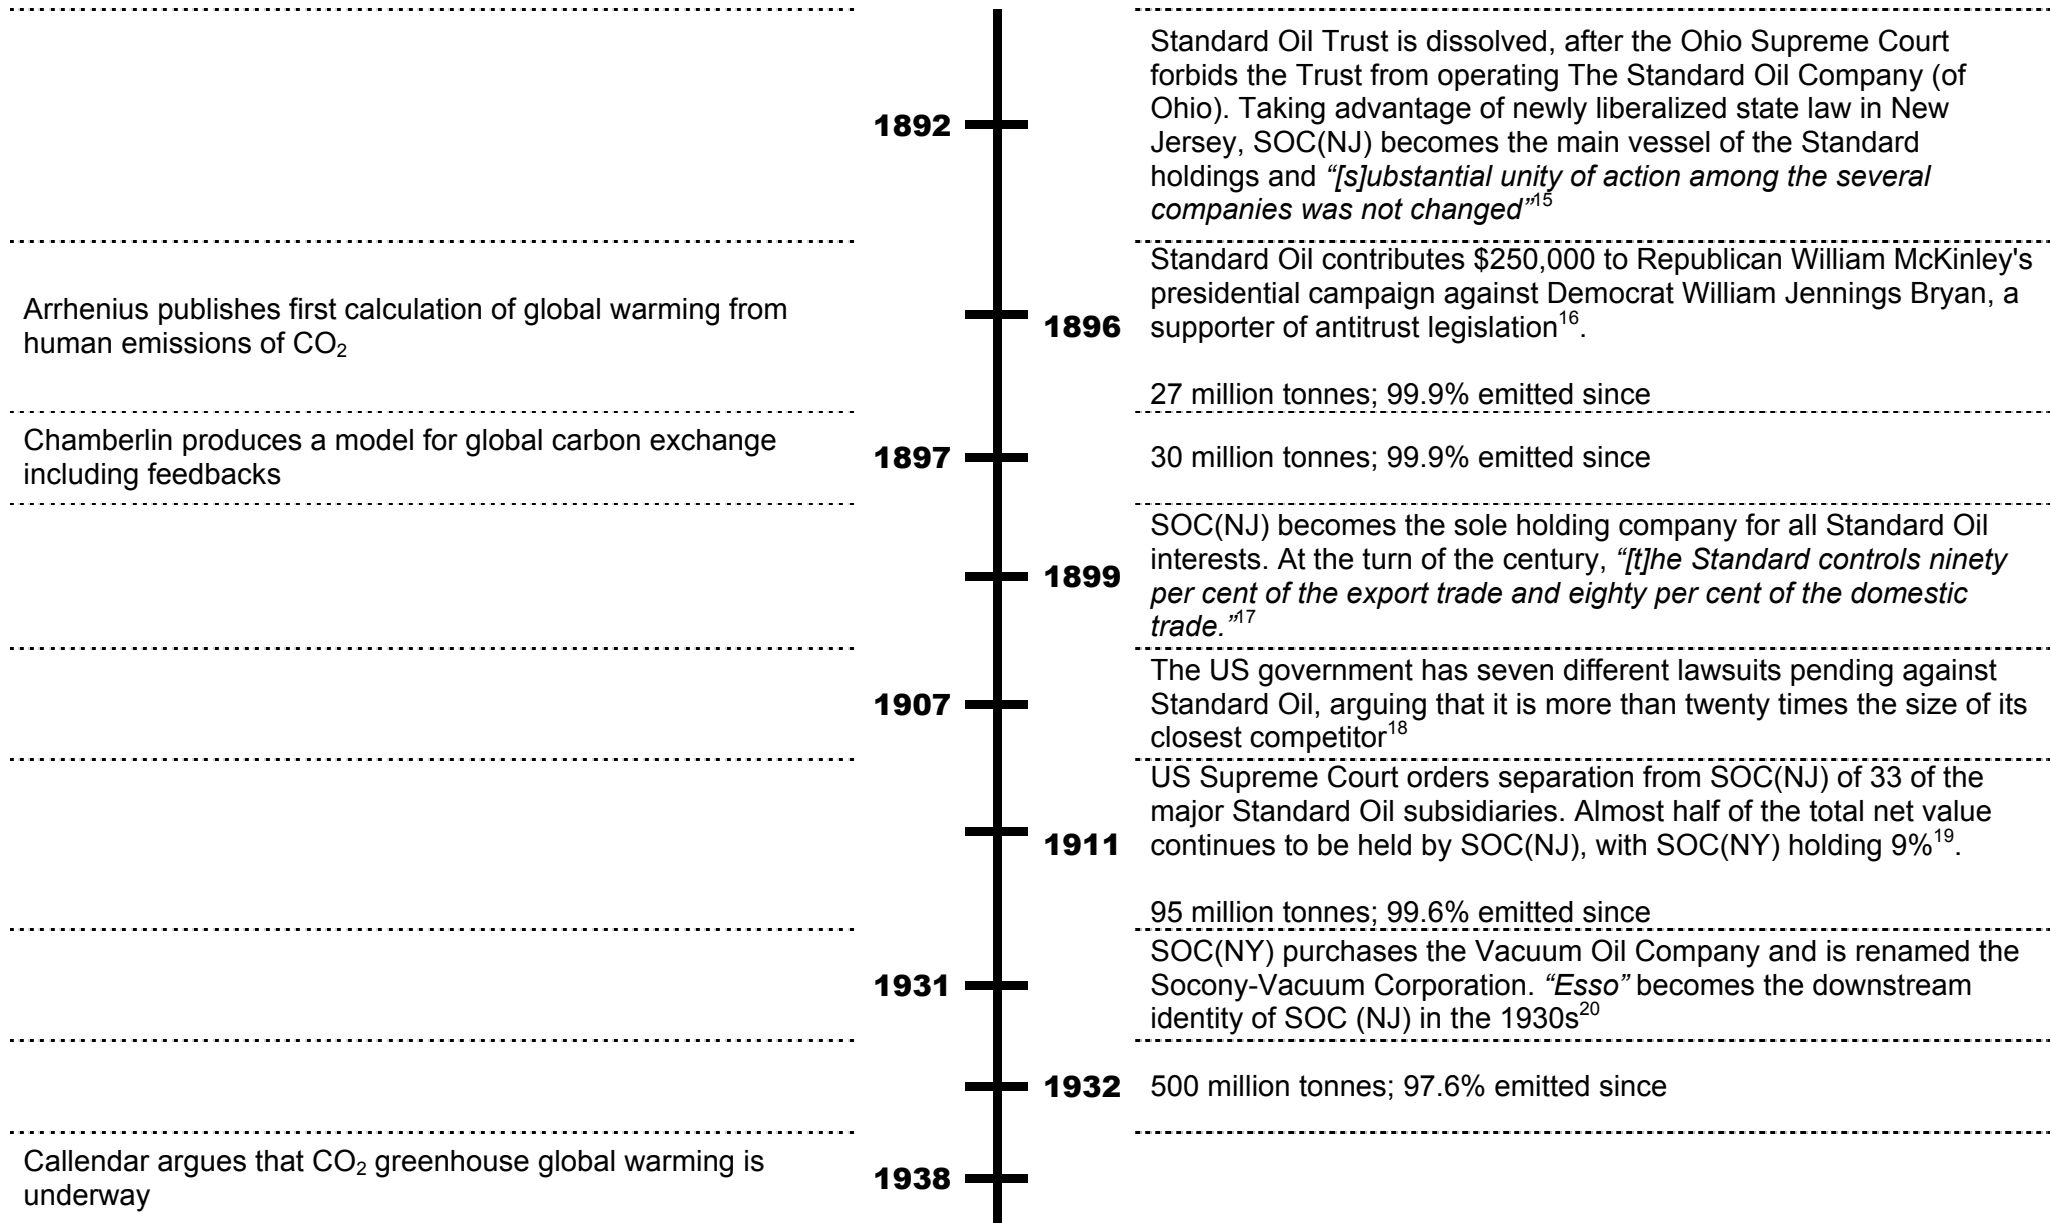 1892
Standard Oil Trust is dissolved, after the Ohio Supreme Court
forbids the Trust from operating The Standard Oil Company (of
Ohio). Taking advantage of newly liberalized state law in New
Jersey, SOC(NJ) becomes the main vessel of the Standard
holdings and “[s]ubstantial unity of action among the several
companies was not changed”15
Arrhenius publishes first calculation of global warming from
human emissions of CO2
1896
Standard Oil contributes $250,000 to Republican William McKinley's
presidential campaign against Democrat William Jennings Bryan, a
supporter of antitrust legislation16.
27 million tonnes; 99.9% emitted since
Chamberlin produces a model for global carbon exchange
including feedbacks
1897
30 million tonnes; 99.9% emitted since
1899
SOC(NJ) becomes the sole holding company for all Standard Oil
interests. At the turn of the century, “[t]he Standard controls ninety
per cent of the export trade and eighty per cent of the domestic
trade.”17
1907
The US government has seven different lawsuits pending against
Standard Oil, arguing that it is more than twenty times the size of its
closest competitor18
1911
US Supreme Court orders separation from SOC(NJ) of 33 of the
major Standard Oil subsidiaries. Almost half of the total net value
continues to be held by SOC(NJ), with SOC(NY) holding 9%19.
95 million tonnes; 99.6% emitted since
1931
SOC(NY) purchases the Vacuum Oil Company and is renamed the
Socony-Vacuum Corporation. “Esso” becomes the downstream
identity of SOC (NJ) in the 1930s20
1932
500 million tonnes; 97.6% emitted since
Callendar argues that CO2 greenhouse global warming is
underway
1938